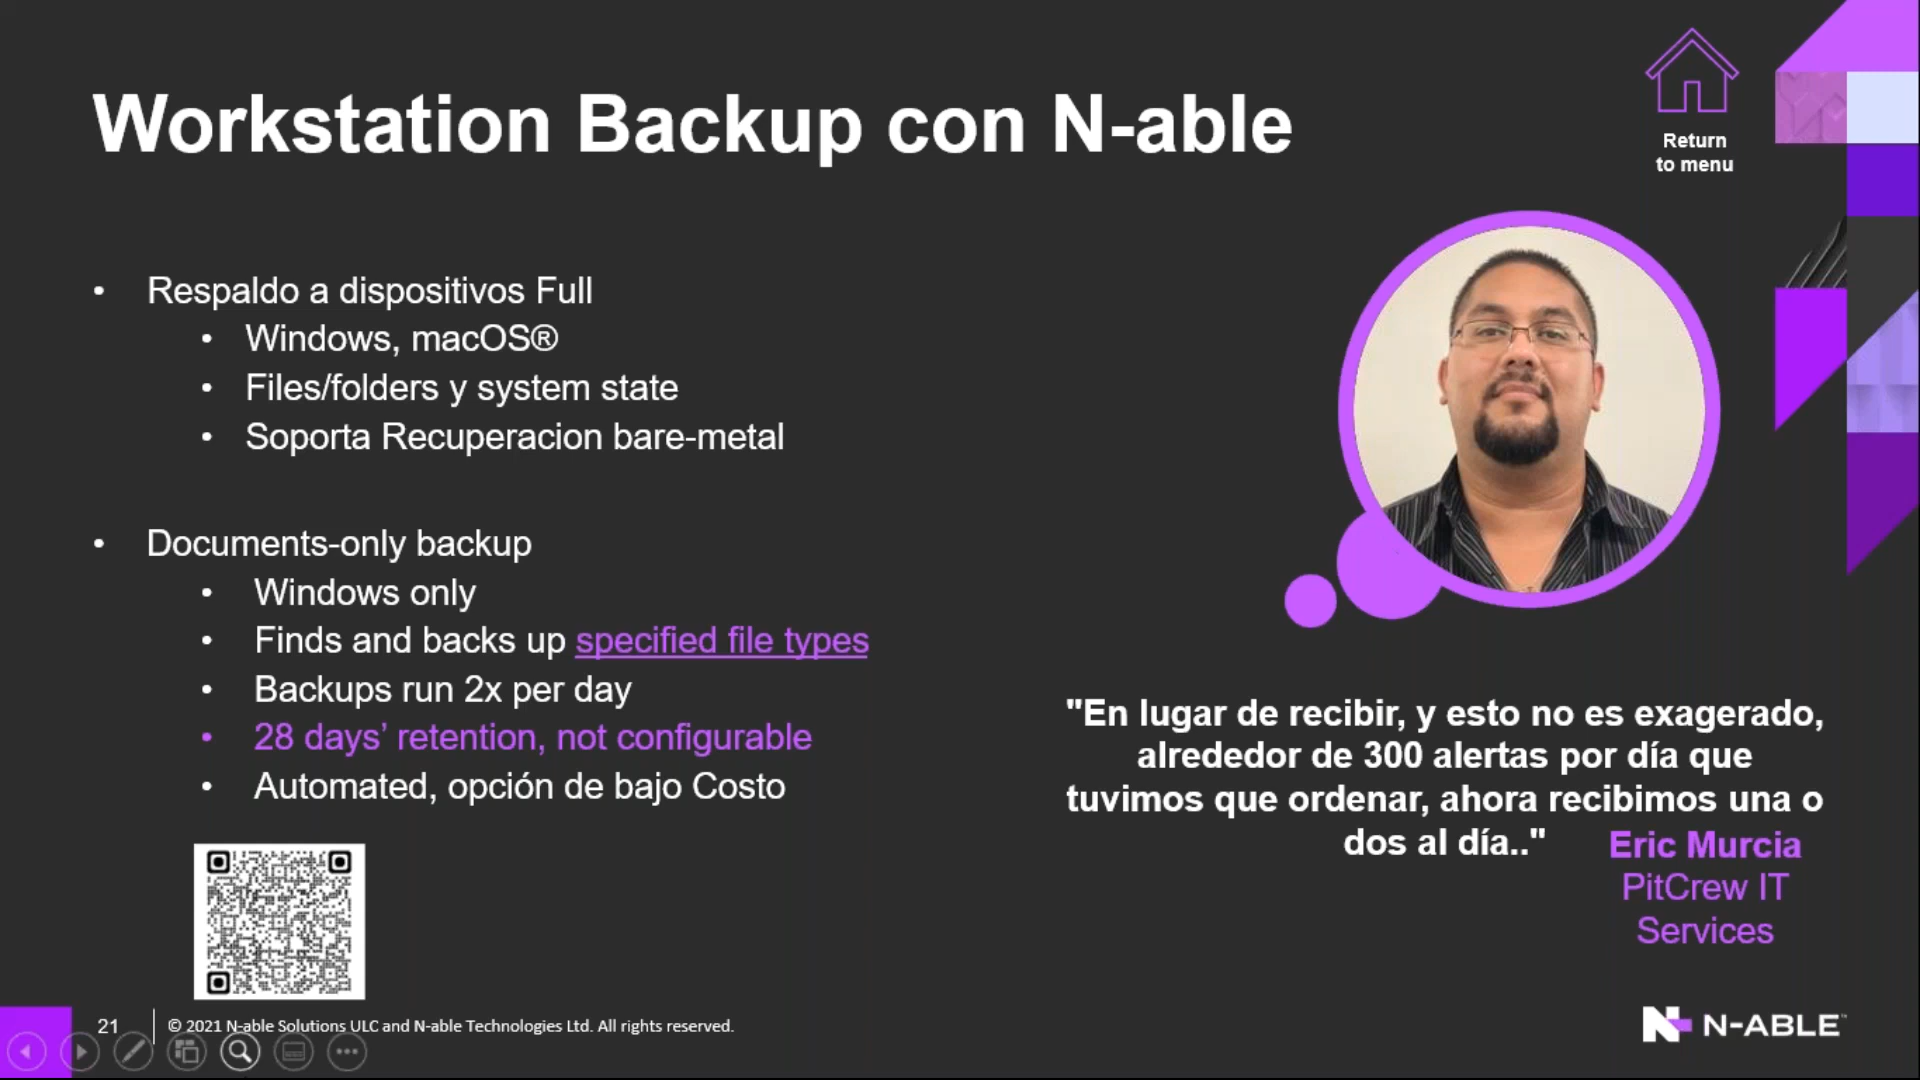 Workstation Backup con N-able
Return
to menu
• Respaldo a dispositivos Full
• Windows, macOS®
• Files/folders y system state
• Soporta Recuperacion bare-metal
• Documents-only backup
• Windows only
• Finds and backs up specified file types
• Backups run 2x per day
• 28 days’ retention, not configurable
• Automated, opción de bajo Costo
"En lugar de recibir, y esto no es exagerado,
alrededor de 300 alertas por día que
tuvimos que ordenar, ahora recibimos una o
dos al día.."
Eric Murcia
PitCrew IT
Services
21
© 2021 N-able Solutions ULC and N-able Technologies Ltd. All rights reserved.
N-ABLE™